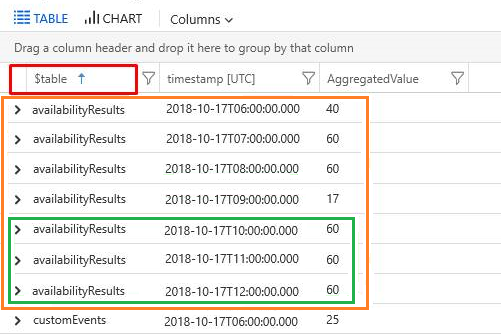 TABLE CHART Columns
Drag a column header and drop it here to group by that column
$table timestamp [UTC] AggregatedValue
availabilityResults 2018-10-17T06:00:00.000 40
availabilityResults 2018-10-17T07:00:00.000 60
availabilityResults 2018-10-17T08:00:00.000 60
availabilityResults 2018-10-17T09:00:00.000 17
availabilityResults 2018-10-17T10:00:00.000 60
availabilityResults 2018-10-17T11:00:00.000 60
availabilityResults 2018-10-17T12:00:00.000 60
customEvents 2018-10-17T06:00:00.000 25